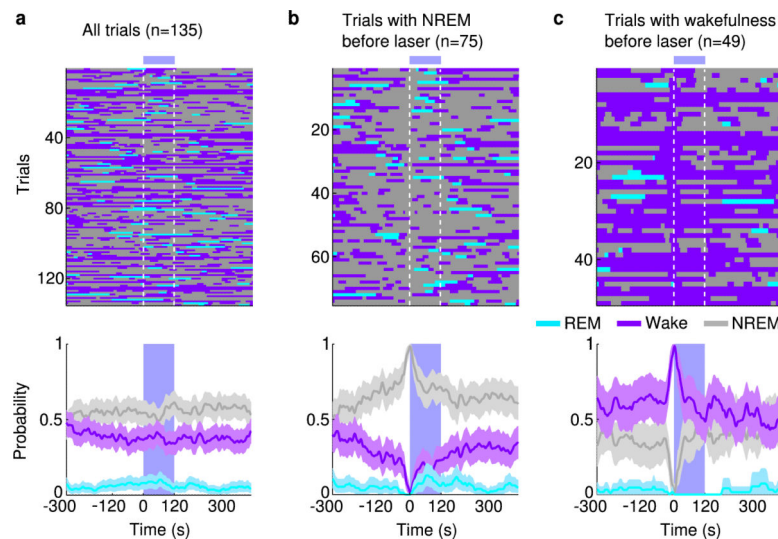 a
All trials (n=135)
b
Trials with NREM
before laser (n=75)
c
Trials with wakefulness
before laser (n=49)
Trials
40
80
120
20
40
60
20
40
REM
Wake
NREM
Probability
1
0.5
0
-300 -120 0 120 300
Time (s)
1
0.5
0
-300 -120 0 120 300
Time (s)
1
0.5
0
-300 -120 0 120 300
Time (s)